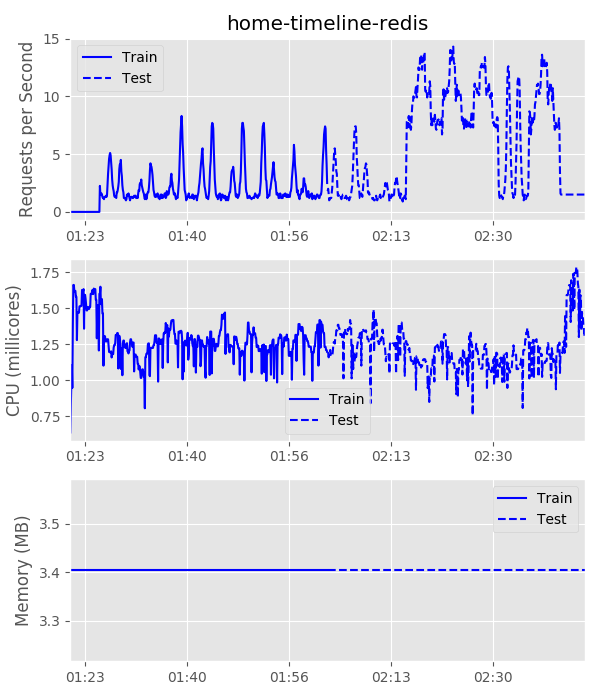 home-timeline-redis
Requests per Second
15
10
5
0
Train
Test
01:23 01:40 01:56 02:13 02:30
CPU (millicores)
1.75
1.50
1.25
1.00
0.75
Train
Test
01:23 01:40 01:56 02:13 02:30
Memory (MB)
3.5
3.4
3.3
Train
Test
01:23 01:40 01:56 02:13 02:30